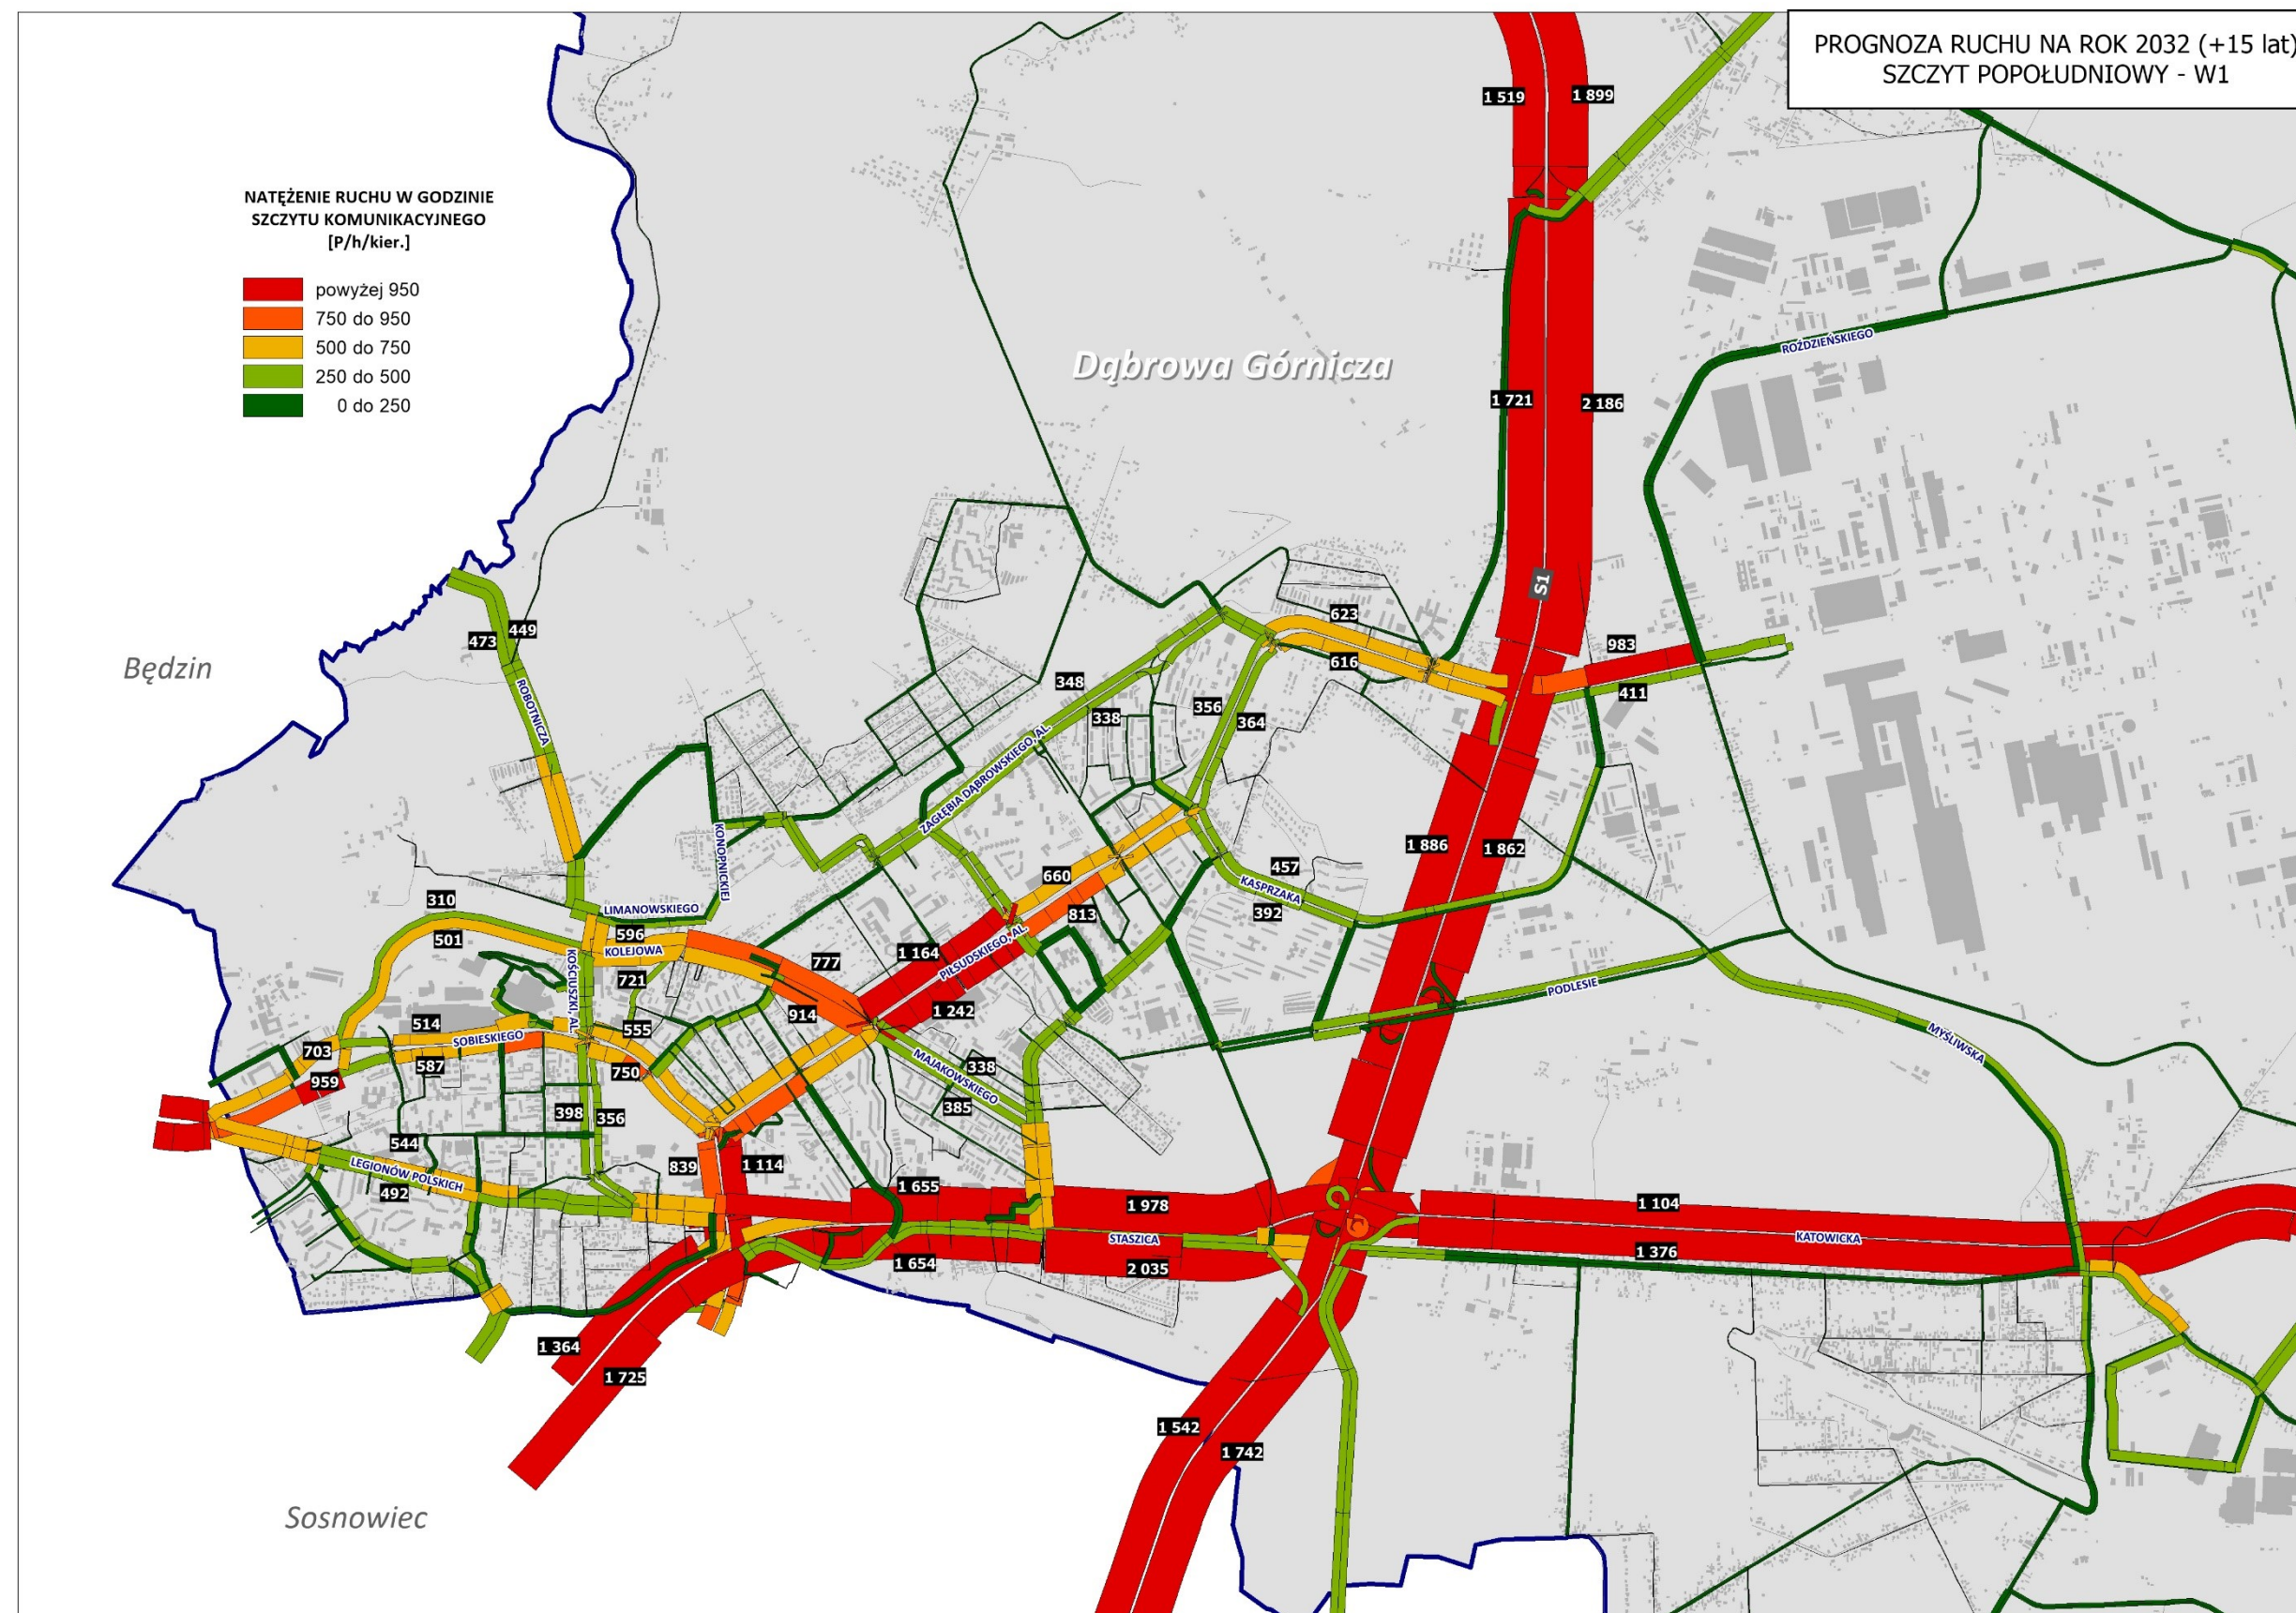 PROGNOZA RUCHU NA ROK 2032 (+15 lat)
SZCZYT POPOŁUDNIOWY - W1
1 519
1 899
NATĘŻENIE RUCHU W GODZINIE
SZCZYTU KOMUNIKACYJNEGO
[P/h/kier.]
powyżej 950
750 do 950
500 do 750
250 do 500
0 do 250
ROŹDZIEŃSKIEGO
Dąbrowa Górnicza
1 721
2 186
S1
623
449
473
983
616
Będzin
348
411
ROBOTNICZA
356
338
364
ZAGŁĘBIA DĄBROWSKIEGO, AL.
1 886
1 862
KONOPNICKIEJ
457
660
KASPRZAKA
310
LIMANOWSKIEGO
392
813
596
501
KOLEJOWA
1 164
PIŁSUDSKIEGO, AL.
777
721
KOŚCIUSZKI, AL.
PODLESIE
1 242
914
514
555
SOBIESKIEGO
MYŚLIWSKA
703
587
338
750
MAJAKOWSKIEGO
959
385
398
356
544
839
1 114
LEGIONÓW POLSKICH
492
1 655
1 978
1 104
STASZICA
KATOWICKA
1 376
1 654
2 035
1 364
1 725
1 542
1 742
Sosnowiec